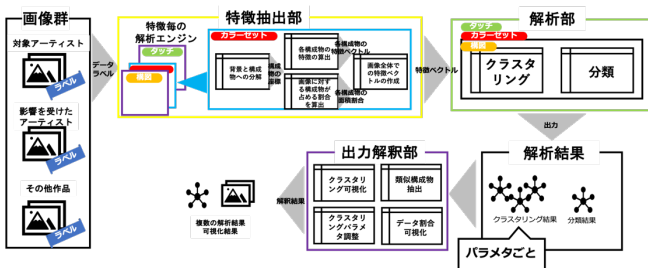 画像群
対象アーティスト
ラベル
影響を受けた
アーティスト
ラベル
その他作品
ラベル
データ
ラベル
特徴抽出部
特徴毎の
解析エンジン
タッチ
構図
カラーセット
背景と構成
物への分解
構成
物の
座標
各構成物の
特徴の算出
画像に対す
る構成物が
占める割合
を算出
各構成物の
特徴ベクトル
各構成物の
面積割合
画像全体で
の特徴ベク
トルの作成
特徴ベクトル
解析部
タッチ
カラーセット
構図
クラスタ
リング
分類
出力
解析結果
クラスタリング結果
分類結果
パラメタごと
出力解釈部
クラスタリ
ング可視化
類似構成物
抽出
クラスタリ
ングパラメ
タ調整
データ割合
可視化
解釈結果
複数の解析結果
可視化結果